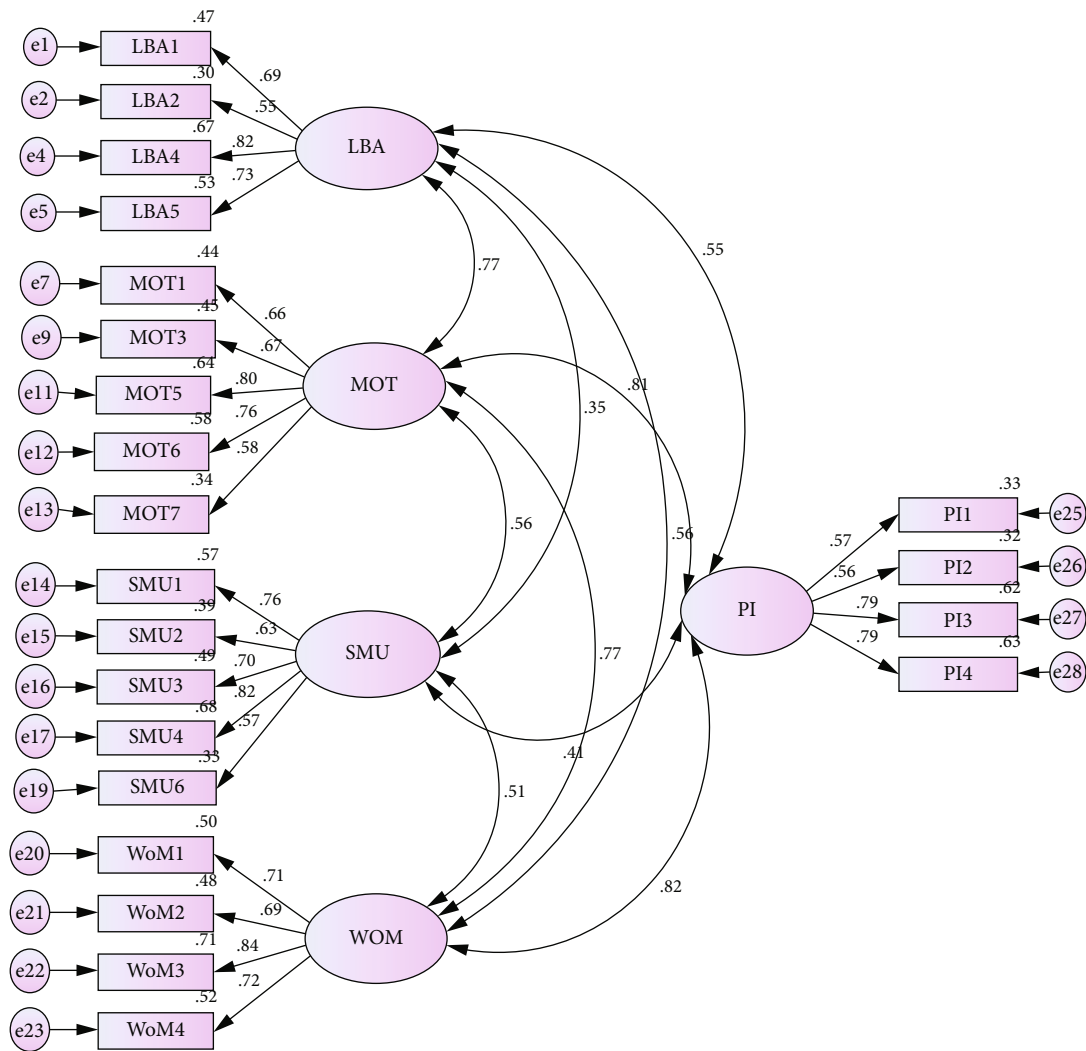 .47
e1 LBA1
.69
.30
e2 LBA2
.55
.67
e4 LBA4
.82
.53
e5 LBA5
.73
LBA
.44
e7 MOT1
.66
.45
e9 MOT3
.67
.64
e11 MOT5
.80
.58
e12 MOT6
.76
.34
e13 MOT7
.58
MOT
.57
e14 SMU1
.76
.39
e15 SMU2
.63
.49
e16 SMU3
.70
.68
e17 SMU4
.82
.33
e19 SMU6
.57
SMU
.50
e20 WoM1
.71
.48
e21 WoM2
.69
.71
e22 WoM3
.84
.52
e23 WoM4
.72
WOM
.77
.55
.81
.35
.56
.56
.77
.41
.51
.82
PI
.33
.57
PI1 e25
.32
.56
PI2 e26
.62
.79
PI3 e27
.63
.79
PI4 e28